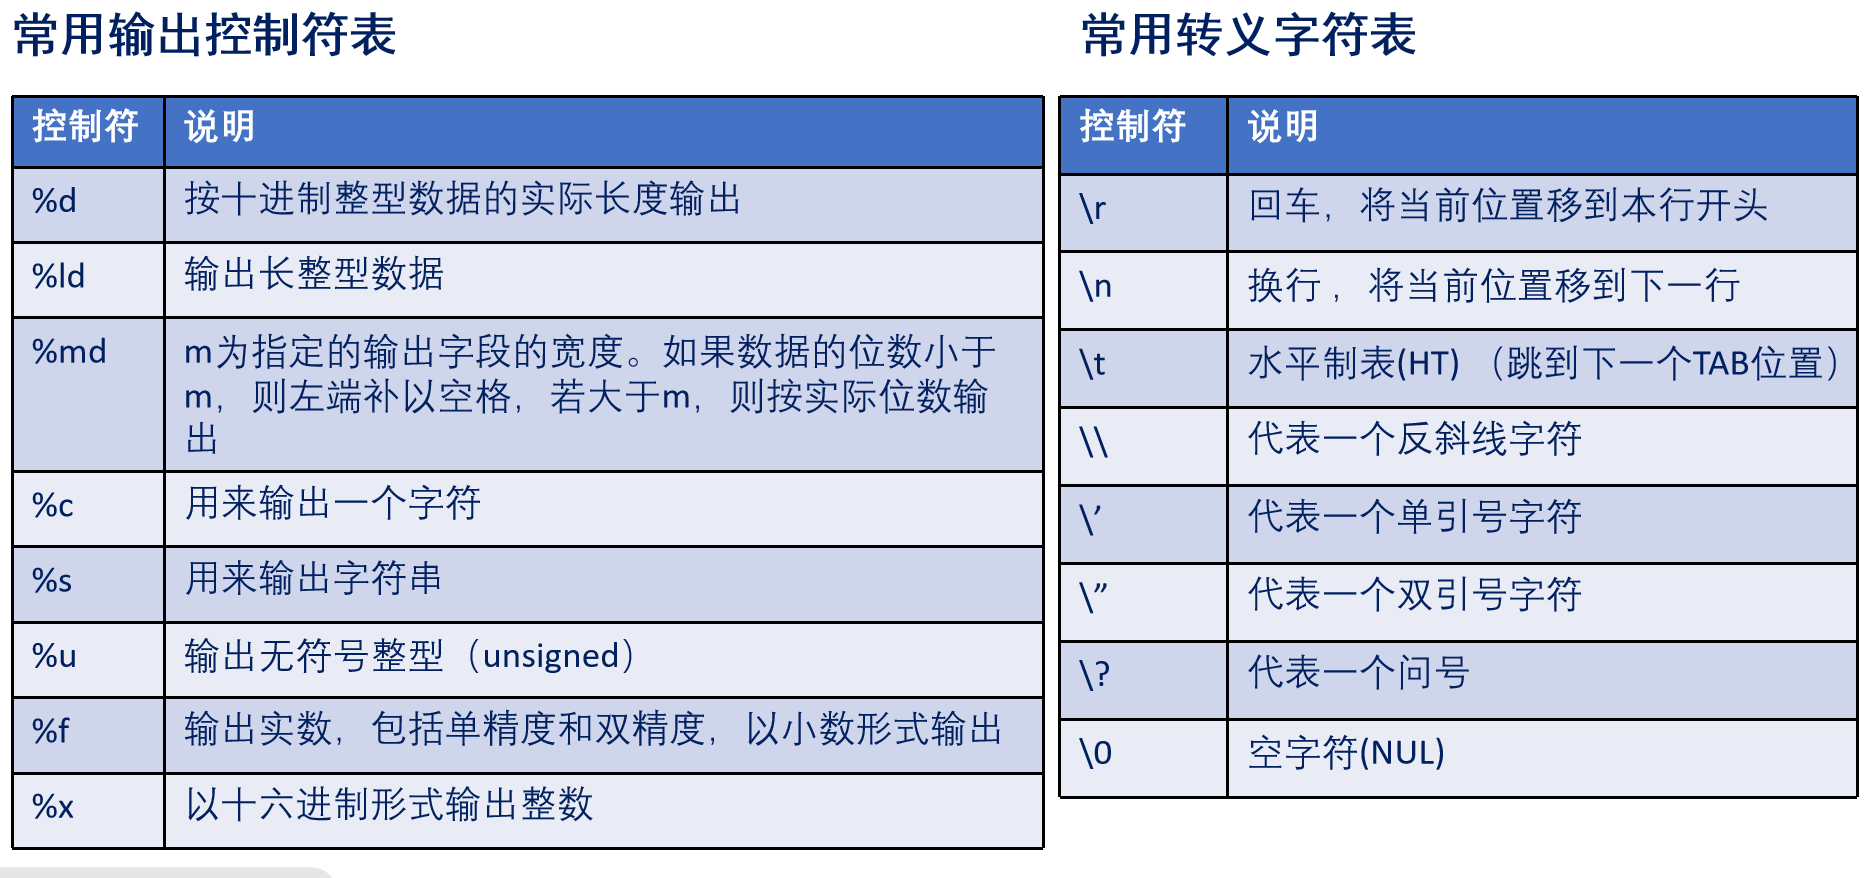 常用输出控制符表
控制符 说明
%d 按十进制整型数据的实际长度输出
%ld 输出长整型数据
%md m为指定的输出字段的宽度。如果数据的位数小于
m，则左端补以空格，若大于m，则按实际位数输
出
%c 用来输出一个字符
%s 用来输出字符串
%u 输出无符号整型（unsigned）
%f 输出实数，包括单精度和双精度，以小数形式输出
%x 以十六进制形式输出整数
常用转义字符表
控制符 说明
\r 回车，将当前位置移到本行开头
\n 换行，将当前位置移到下一行
\t 水平制表(HT) （跳到下一个TAB位置）
\\ 代表一个反斜线字符
\’ 代表一个单引号字符
\” 代表一个双引号字符
\? 代表一个问号
\0 空字符(NUL)